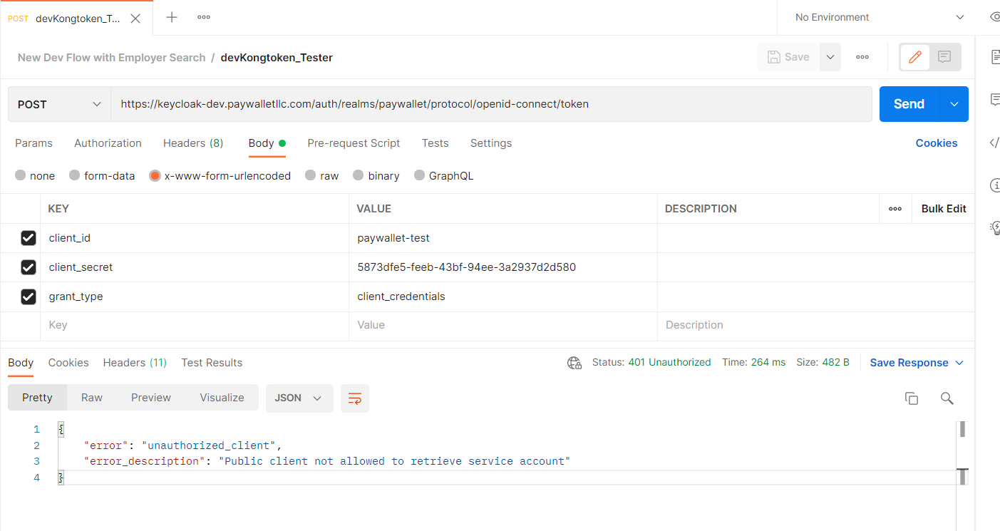 POST devKongtoken_T...
No Environment
New Dev Flow with Employer Search / devKongtoken_Tester
Save
POST https://keycloak-dev.paywalletllc.com/auth/realms/paywallet/protocol/openid-connect/token Send
Params Authorization Headers (8) Body Pre-request Script Tests Settings Cookies
none form-data x-www-form-urlencoded raw binary GraphQL
KEY VALUE DESCRIPTION Bulk Edit
client_id paywallet-test
client_secret 5873dfe5-feeb-43bf-94ee-3a2937d2d580
grant_type client_credentials
Key Value Description
Body Cookies Headers (11) Test Results Status: 401 Unauthorized Time: 264 ms Size: 482 B Save Response
Pretty Raw Preview Visualize JSON
1 {
2 "error": "unauthorized_client",
3 "error_description": "Public client not allowed to retrieve service account"
4 }